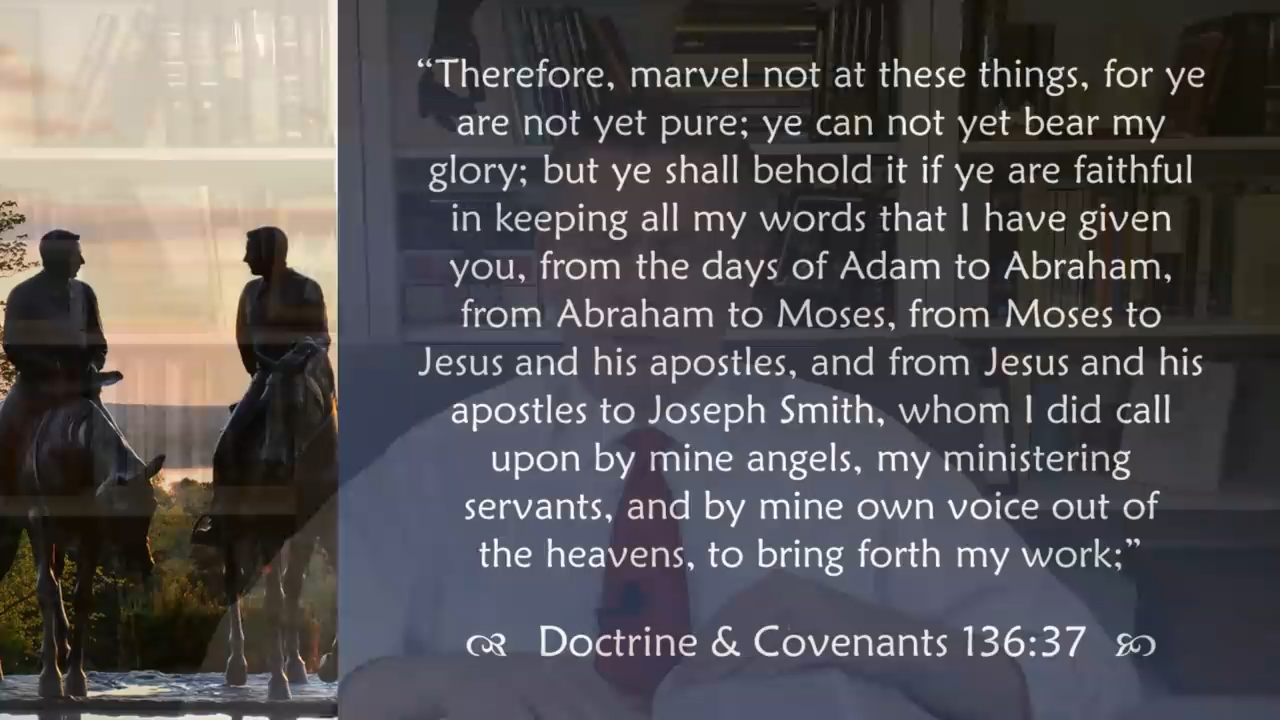 “Therefore, marvel not at these things, for ye
are not yet pure; ye can not yet bear my
glory; but ye shall behold it if ye are faithful
in keeping all my words that I have given
you, from the days of Adam to Abraham,
from Abraham to Moses, from Moses to
Jesus and his apostles, and from Jesus and his
apostles to Joseph Smith, whom I did call
upon by mine angels, my ministering
servants, and by mine own voice out of
the heavens, to bring forth my work;”
Doctrine & Covenants 136:37